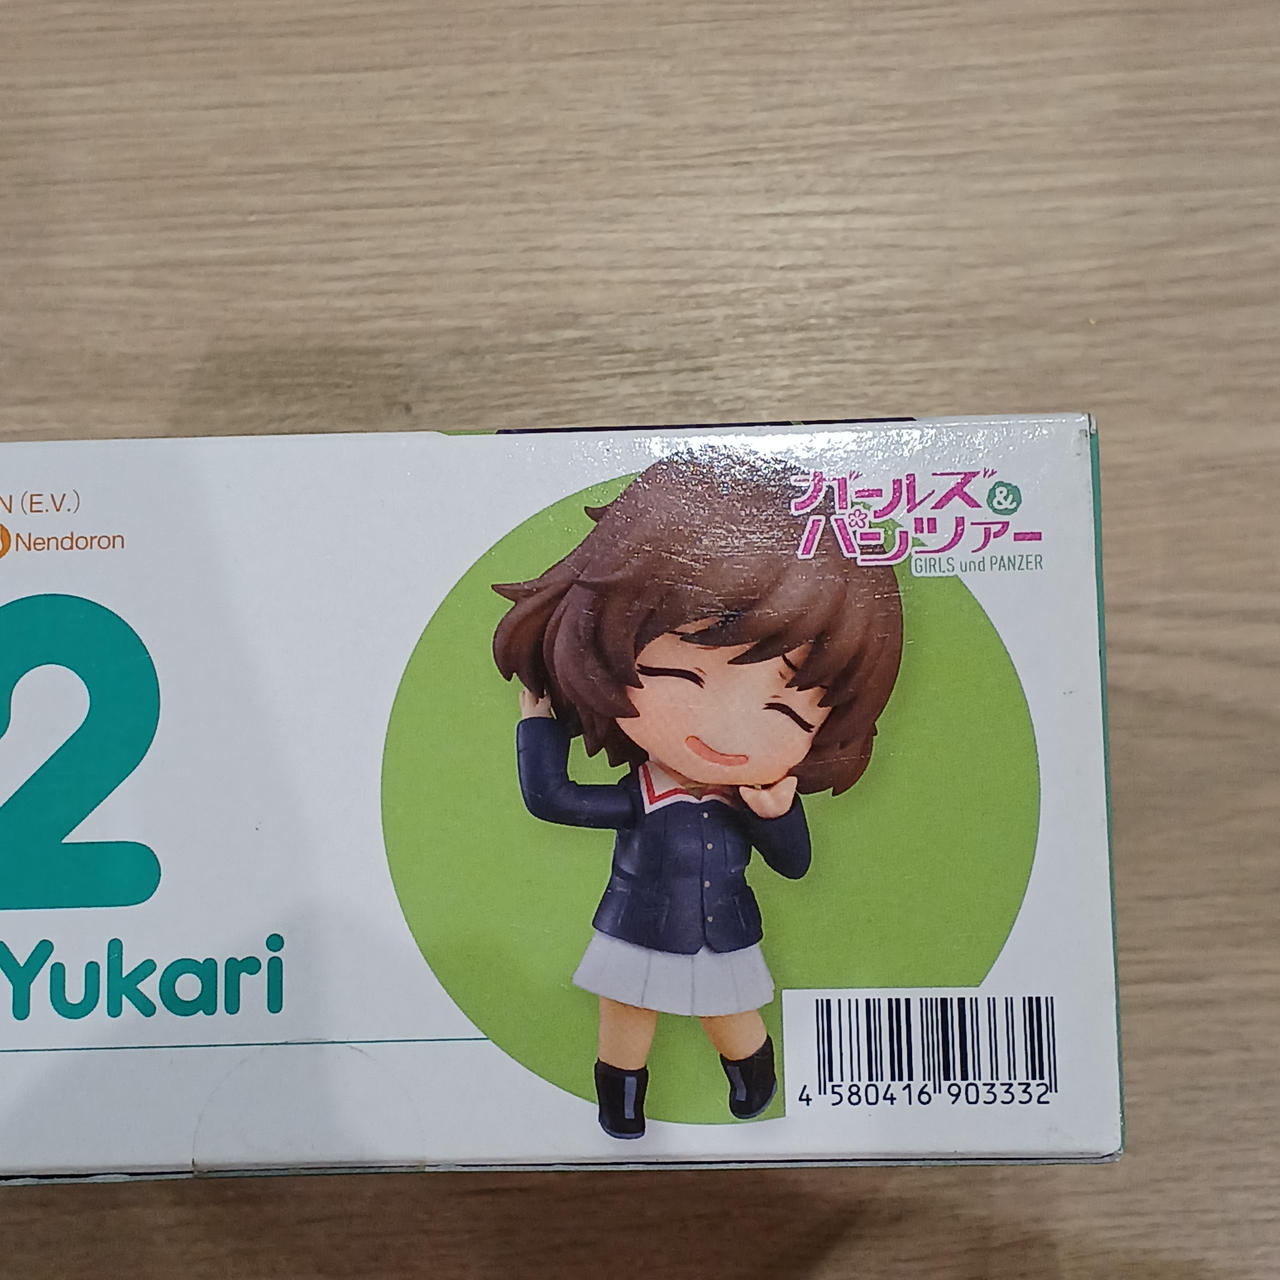 N (E.V.)
Nendoron
2
Yukari
ガールズ&
パンツァー
GIRLS und PANZER
4 580416 903332